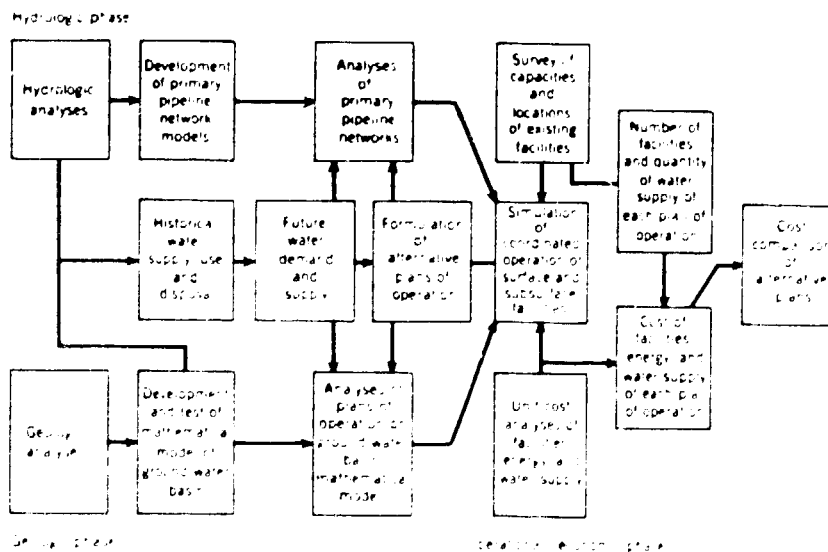 Hydrologic phase
Hydrologic
analyses
Development
of primary
pipeline
network
models
Analyses
of
primary
pipeline
networks
Survey of
capacities
and
locations
of existing
facilities
Number of
facilities
and quantity
of water
supply of
each plan of
operation
Historical
water
supply, use
and
disposal
Future
water
demand
and
supply
Formulation
of
alternative
plans of
operation
Simulation
of
coordinated
operation of
surface and
subsurface
facilities
Cost
comparison
of
alternative
plans
Cost of
facilities
energy, and
water supply
of each plan
of operation
Development
and test of
mathematical
model of
ground water
basin
Analyses of
plans of
operation on
ground water
basin
mathematical
model
Unit cost
analyses of
facilities
energy, and
water supply
phase
phase